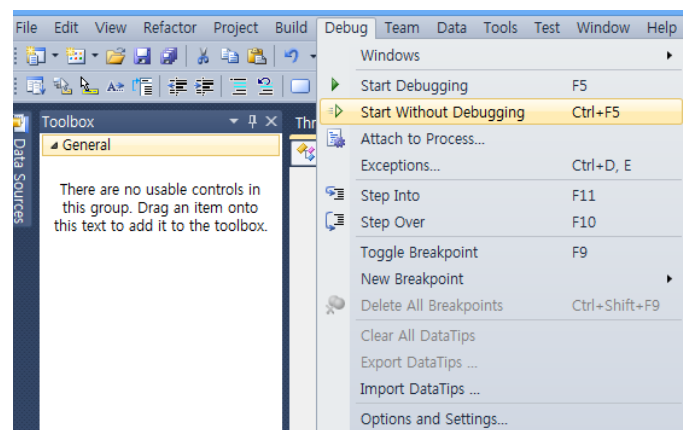 File Edit View Refactor Project Build Debug Team Data Tools Test Window Help
Toolbox
General
There are no usable controls in
this group. Drag an item onto
this text to add it to the toolbox.
Data Sources
Windows
Start Debugging F5
Start Without Debugging Ctrl+F5
Attach to Process...
Exceptions... Ctrl+D, E
Step Into F11
Step Over F10
Toggle Breakpoint F9
New Breakpoint
Delete All Breakpoints Ctrl+Shift+F9
Clear All DataTips
Export DataTips ...
Import DataTips ...
Options and Settings...